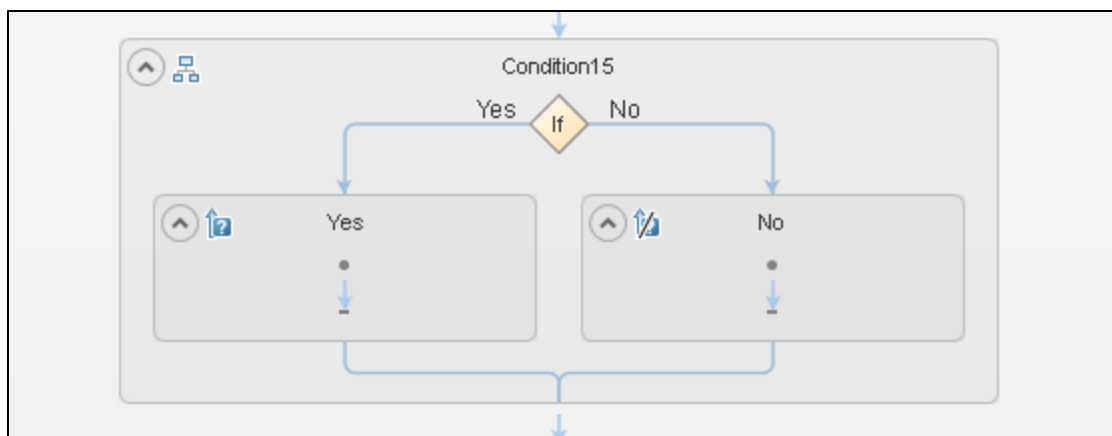 Condition15
Yes If No
Yes
No